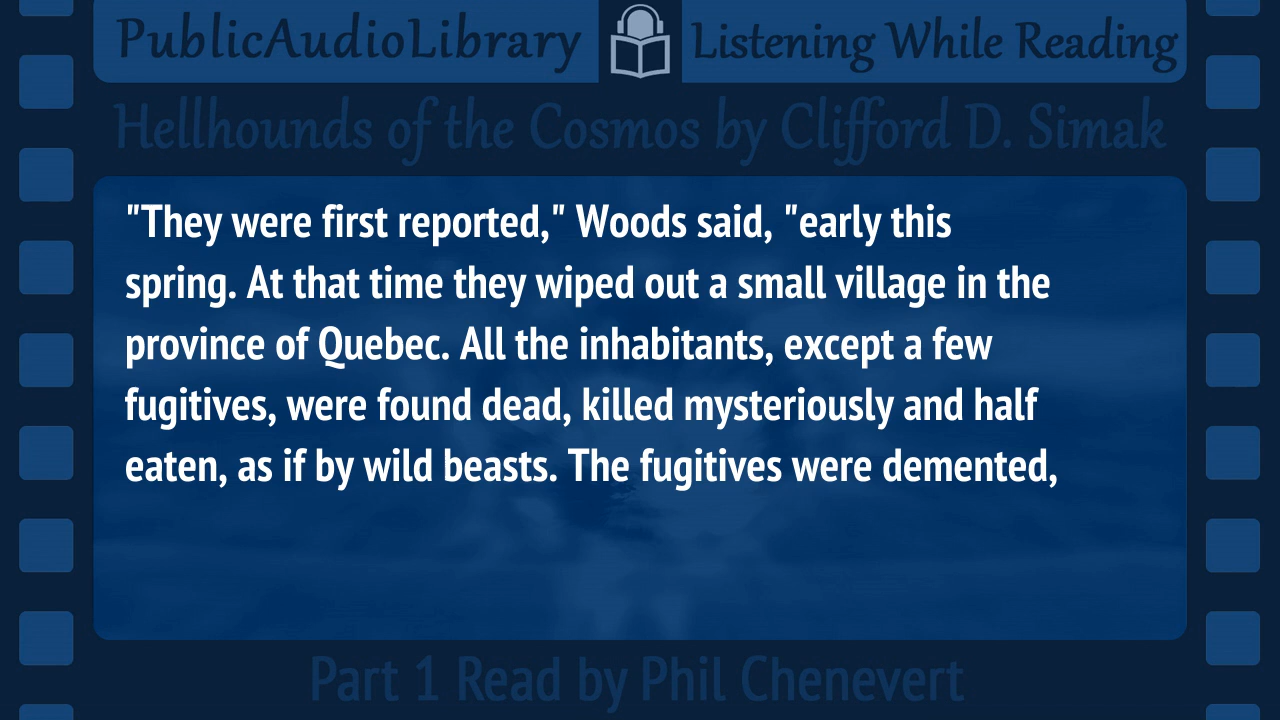 PublicAudioLibrary Listening While Reading
Hellhounds of the Cosmos by Clifford D. Simak
"They were first reported," Woods said, "early this
spring. At that time they wiped out a small village in the
province of Quebec. All the inhabitants, except a few
fugitives, were found dead, killed mysteriously and half
eaten, as if by wild beasts. The fugitives were demented,
Part 1 Read by Phil Chenevert